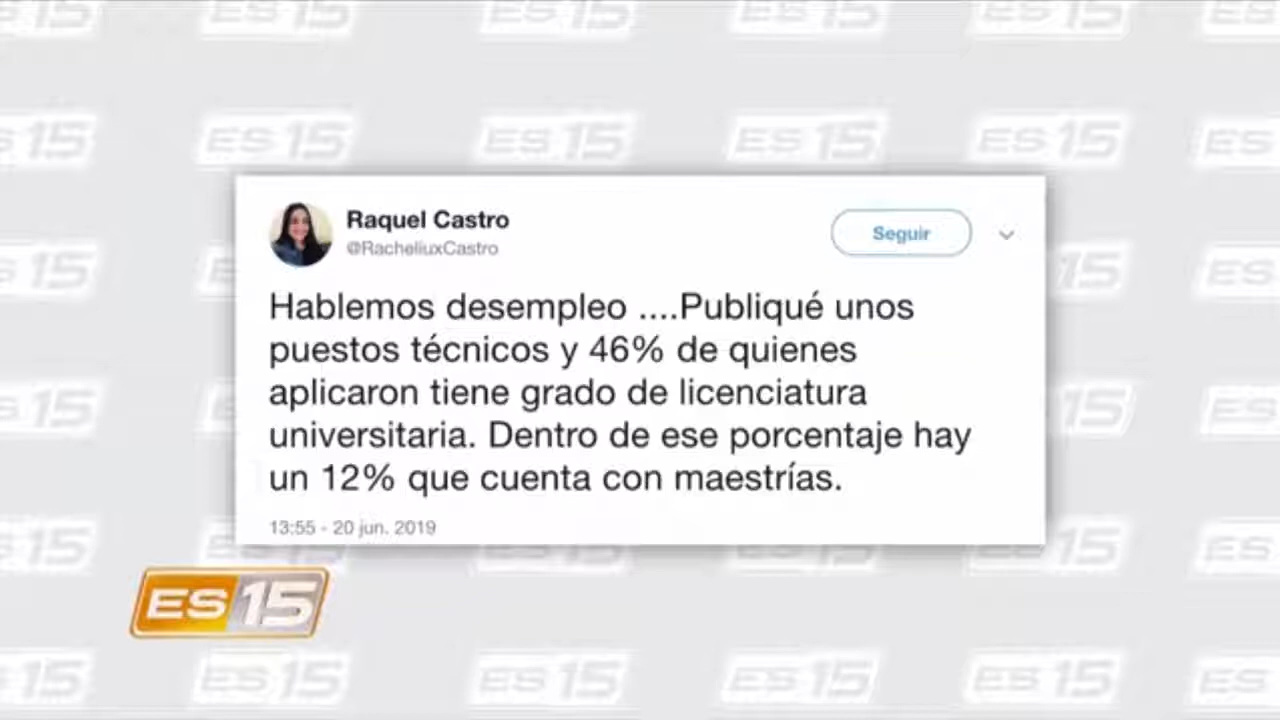 Raquel Castro
@RacheliuxCastro
Seguir
Hablemos desempleo ....Publiqué unos
puestos técnicos y 46% de quienes
aplicaron tiene grado de licenciatura
universitaria. Dentro de ese porcentaje hay
un 12% que cuenta con maestrías.
13:55 - 20 jun. 2019
ES15